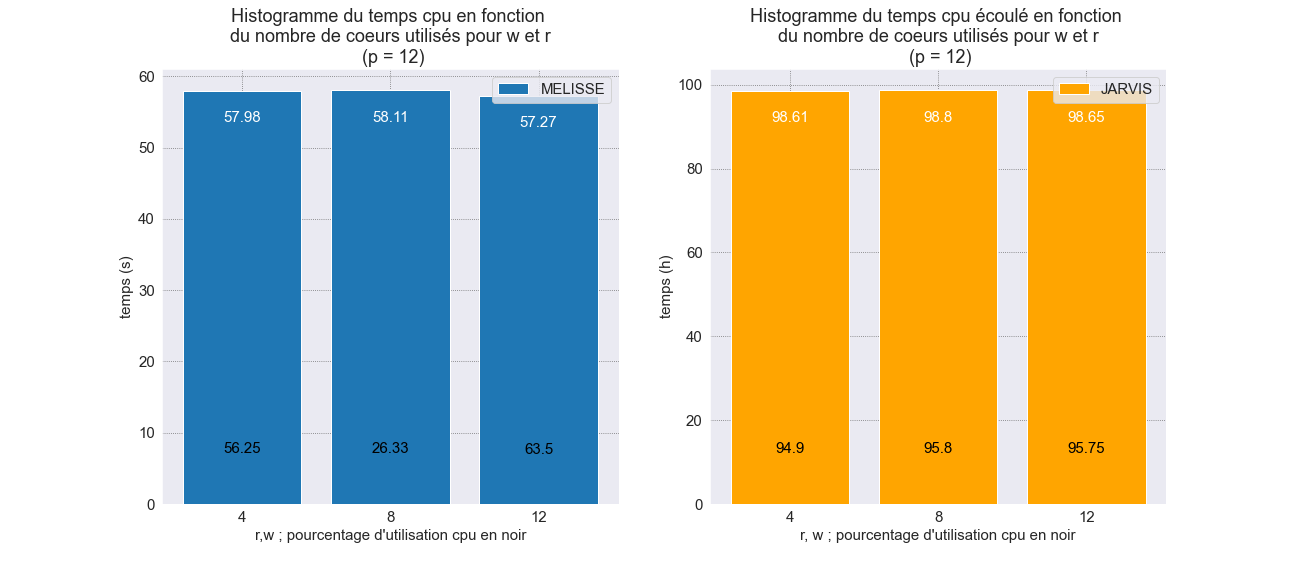 Histogramme du temps cpu en fonction
du nombre de coeurs utilisés pour w et r
(p = 12)
MELISSE
60
50
40
30
20
10
0
temps (s)
57.98
58.11
57.27
56.25
26.33
63.5
4
8
12
r,w ; pourcentage d'utilisation cpu en noir
Histogramme du temps cpu écoulé en fonction
du nombre de coeurs utilisés pour w et r
(p = 12)
JARVIS
100
80
60
40
20
0
temps (h)
98.61
98.8
98.65
94.9
95.8
95.75
4
8
12
r, w ; pourcentage d'utilisation cpu en noir